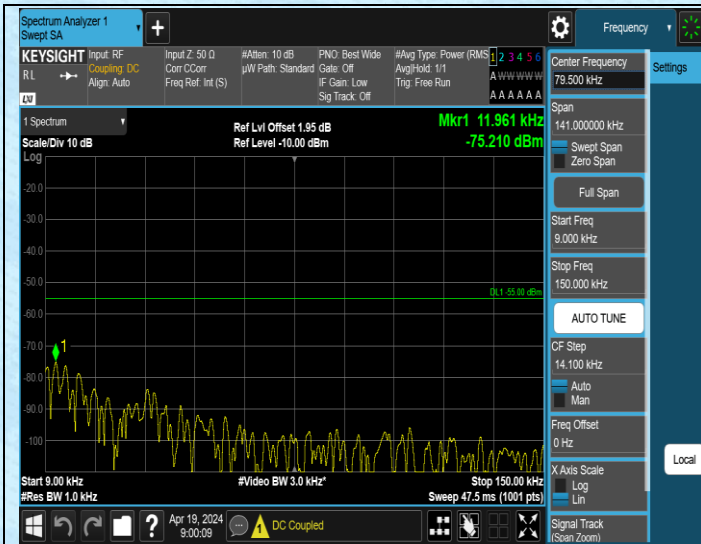 Spectrum Analyzer 1
Swept SA
+
Frequency
KEYSIGHT
RL
LXI
Input: RF
Coupling: DC
Align: Auto
Input Z: 50 Ω
Corr CCorr
Freq Ref: Int (S)
#Atten: 10 dB
µW Path: Standard
PNO: Best Wide
Gate: Off
IF Gain: Low
Sig Track: Off
#Avg Type: Power (RMS
Avg|Hold: 1/1
Trig: Free Run
1 2 3 4 5 6
A W W W W W
A A A A A A
1 Spectrum
Scale/Div 10 dB
Log
Ref Lvl Offset 1.95 dB
Ref Level -10.00 dBm
Mkr1 11.961 kHz
-75.210 dBm
-20.0
-30.0
-40.0
-50.0
DL1 -55.00 dBm
-60.0
-70.0
1
-80.0
-90.0
-100
Start 9.00 kHz
#Res BW 1.0 kHz
#Video BW 3.0 kHz*
Stop 150.00 kHz
Sweep 47.5 ms (1001 pts)
?
Apr 19, 2024
9:00:09
1
DC Coupled
Center Frequency
79.500 kHz
Span
141.000000 kHz
Swept Span
Zero Span
Full Span
Start Freq
9.000 kHz
Stop Freq
150.000 kHz
AUTO TUNE
CF Step
14.100 kHz
Auto
Man
Freq Offset
0 Hz
X Axis Scale
Log
Lin
Signal Track
(Span Zoom)
Settings
Local